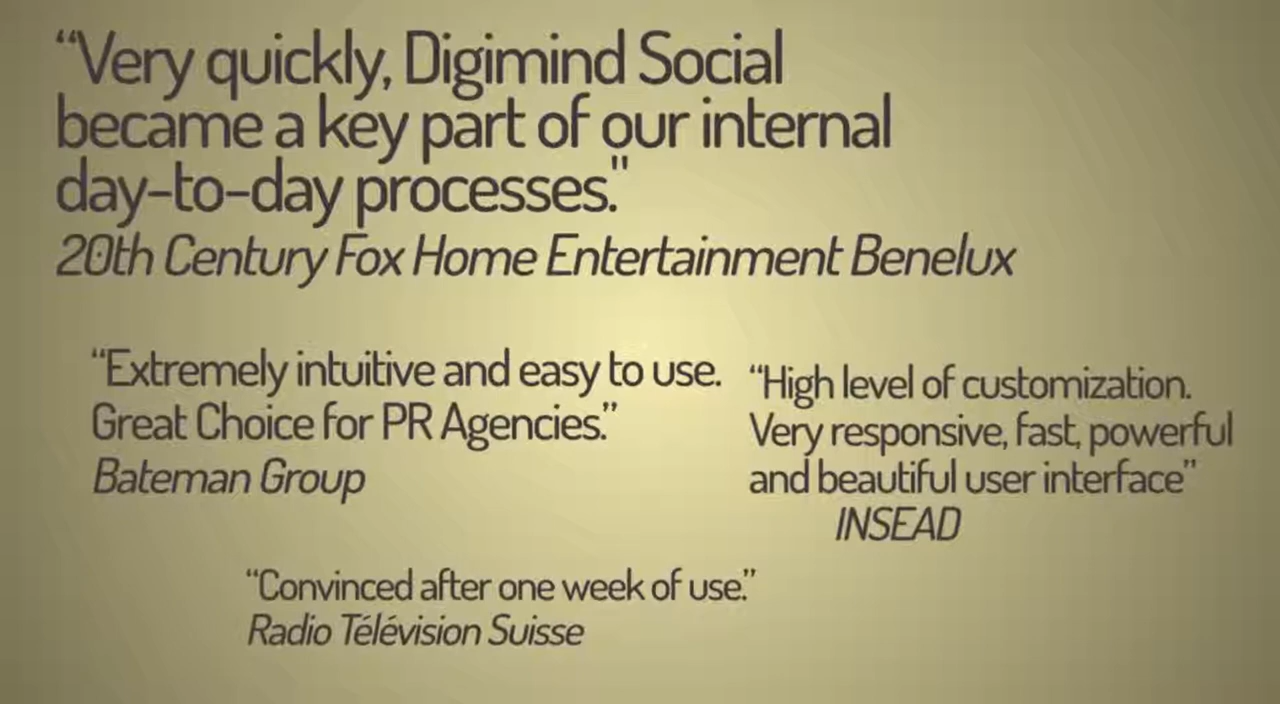 “Very quickly, Digimind Social
became a key part of our internal
day-to-day processes."
20th Century Fox Home Entertainment Benelux
“Extremely intuitive and easy to use.
Great Choice for PR Agencies.”
Bateman Group
“High level of customization.
Very responsive, fast, powerful
and beautiful user interface”
INSEAD
“Convinced after one week of use.”
Radio Télévision Suisse